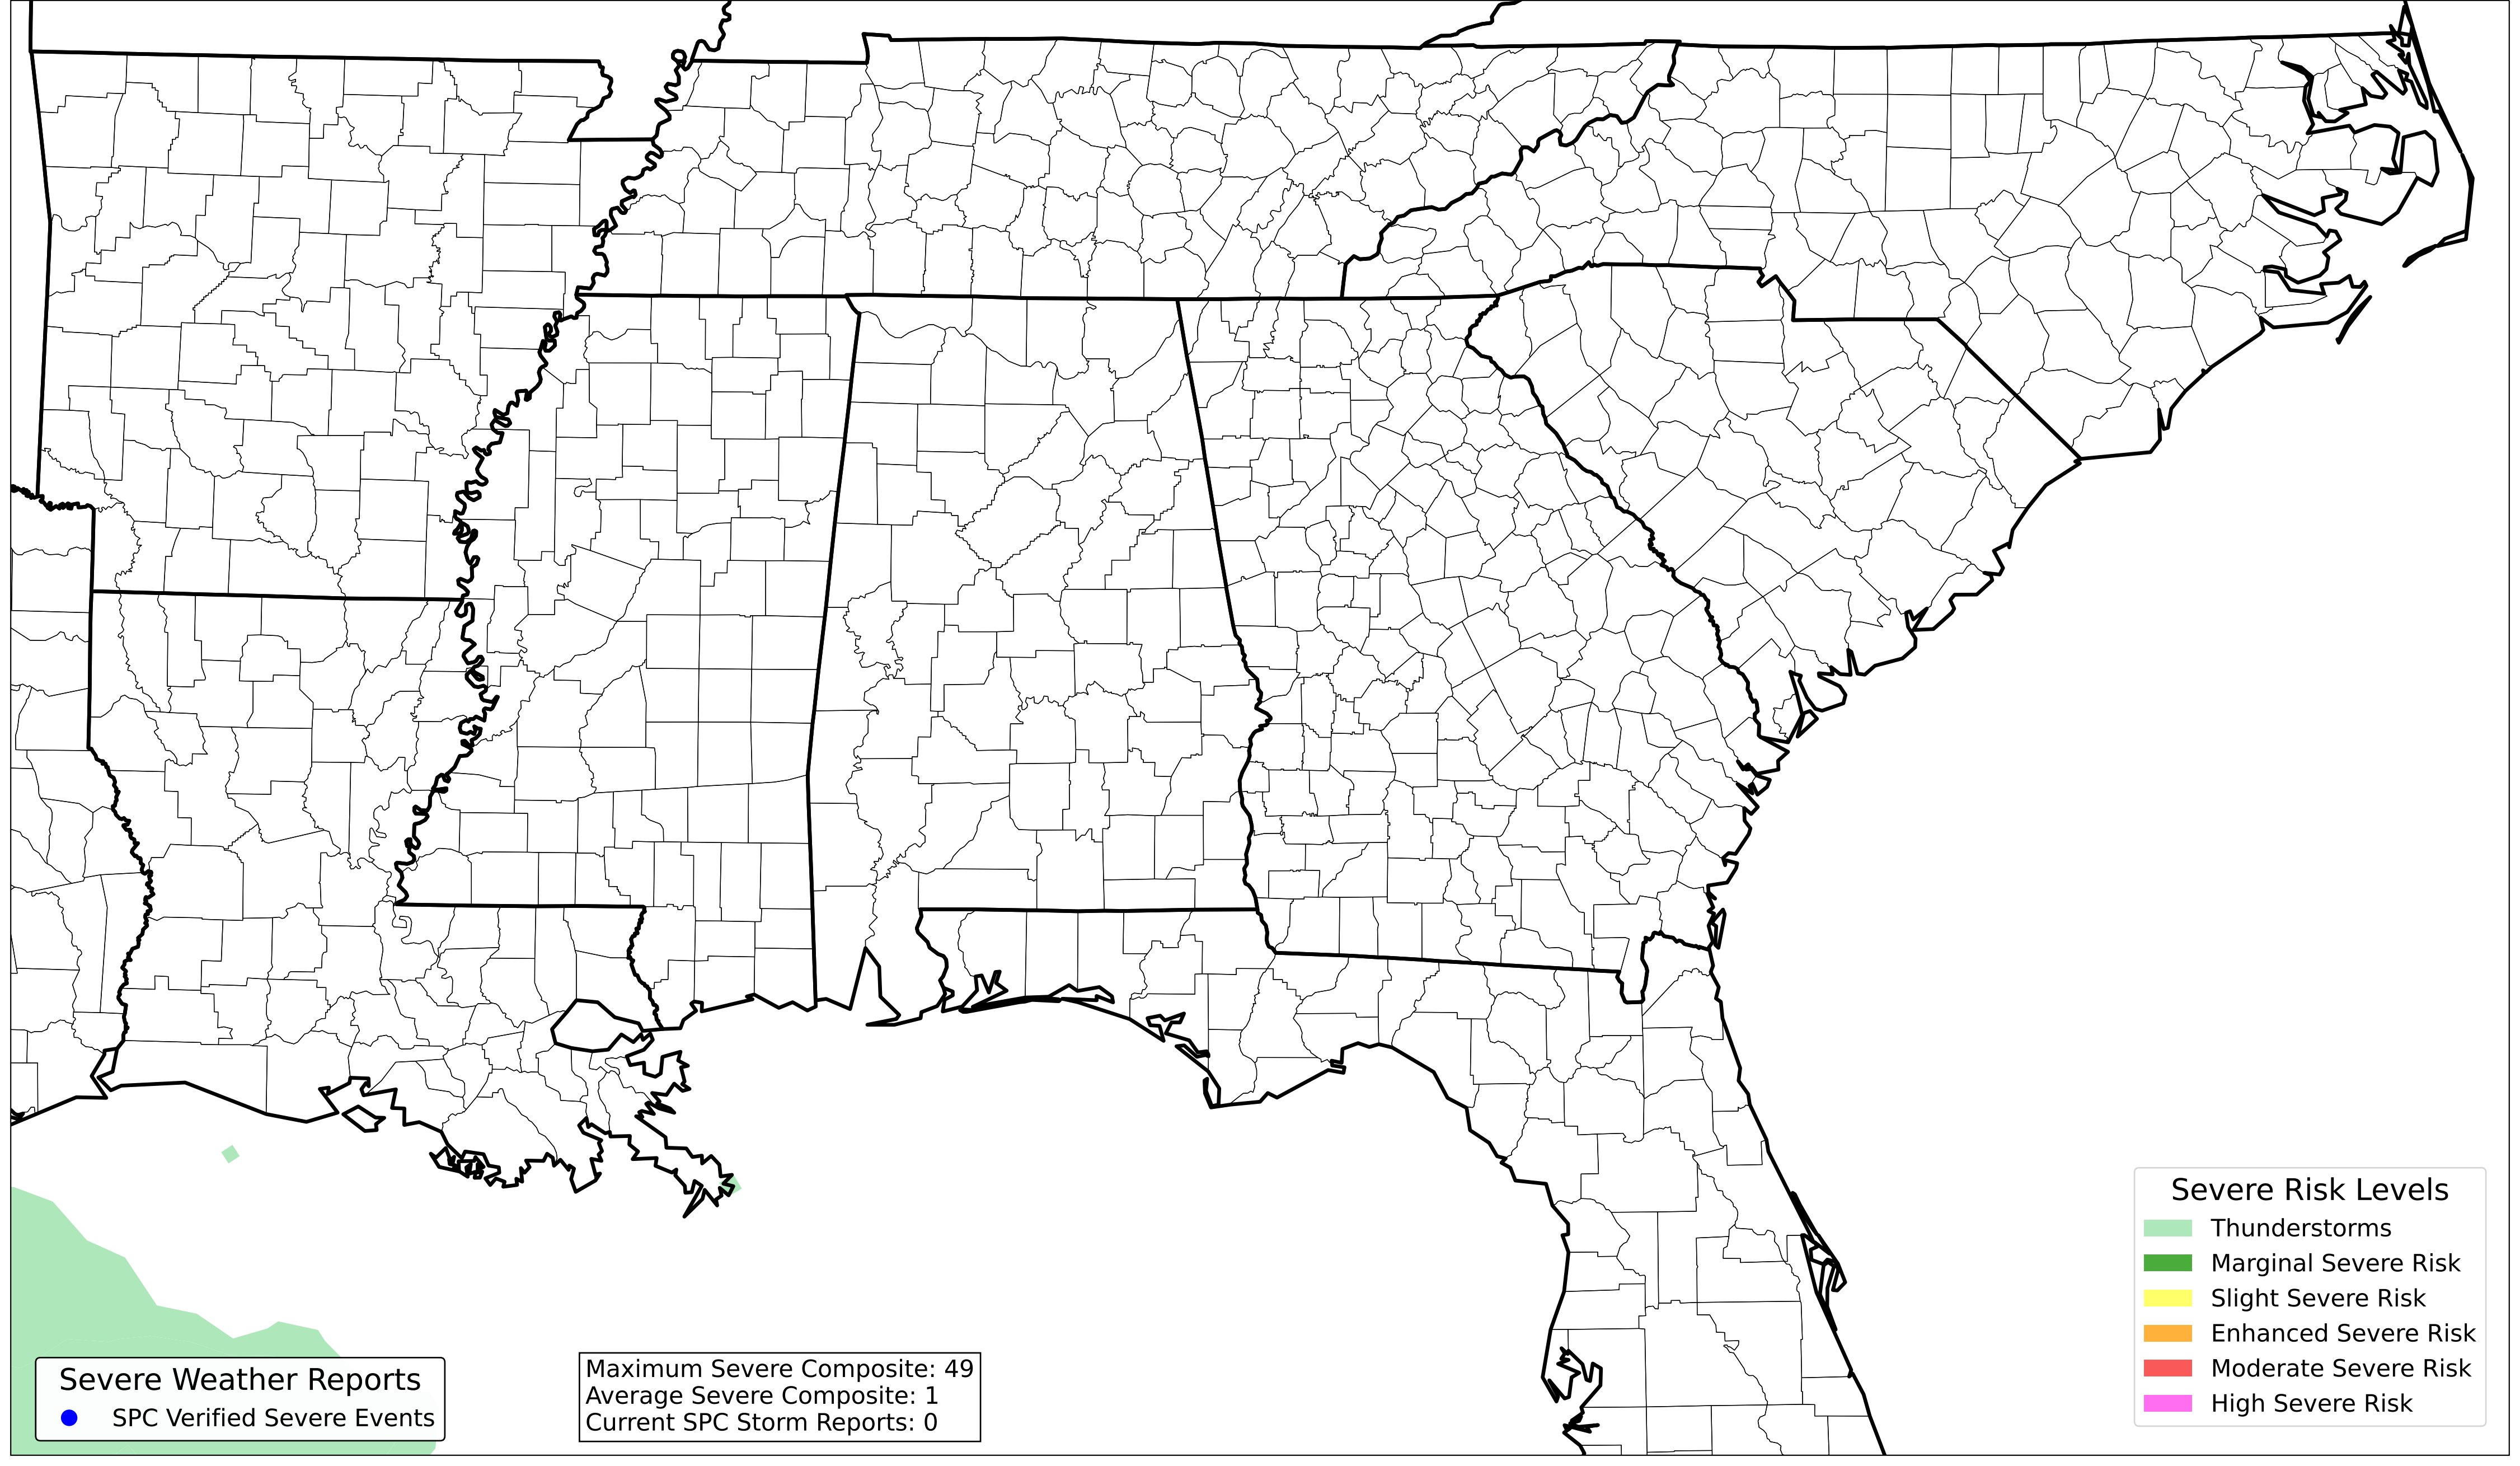 Severe Weather Reports
SPC Verified Severe Events
Maximum Severe Composite: 49
Average Severe Composite: 1
Current SPC Storm Reports: 0
Severe Risk Levels
Thunderstorms
Marginal Severe Risk
Slight Severe Risk
Enhanced Severe Risk
Moderate Severe Risk
High Severe Risk